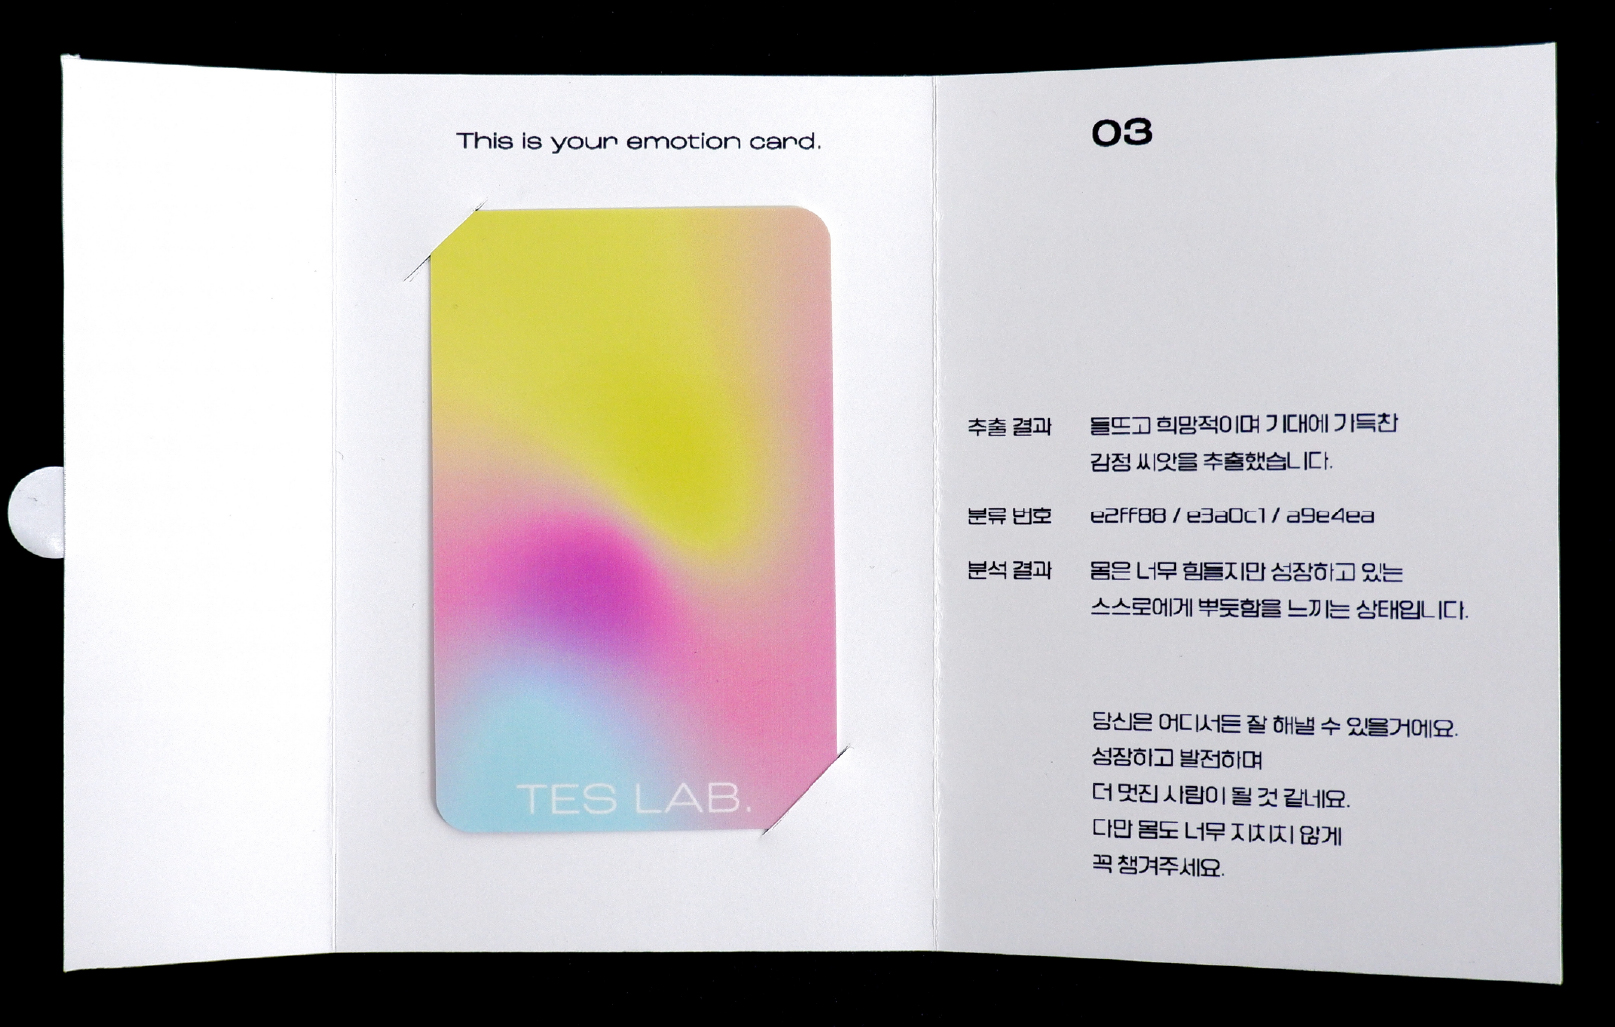 This is your emotion card.
TES LAB.
03
추출 결과 들뜨고 희망적이며 기대에 가득찬
감정 씨앗을 추출했습니다.
분류 번호 e2ff88 / e3a0c1 / a9e4ea
분석 결과 몸은 너무 힘들지만 성장하고 있는
스스로에게 뿌듯함을 느끼는 상태입니다.
당신은 어디서든 잘 해낼 수 있을거에요.
성장하고 발전하며
더 멋진 사람이 될 것 같네요.
다만 몸도 너무 지치지 않게
꼭 챙겨주세요.